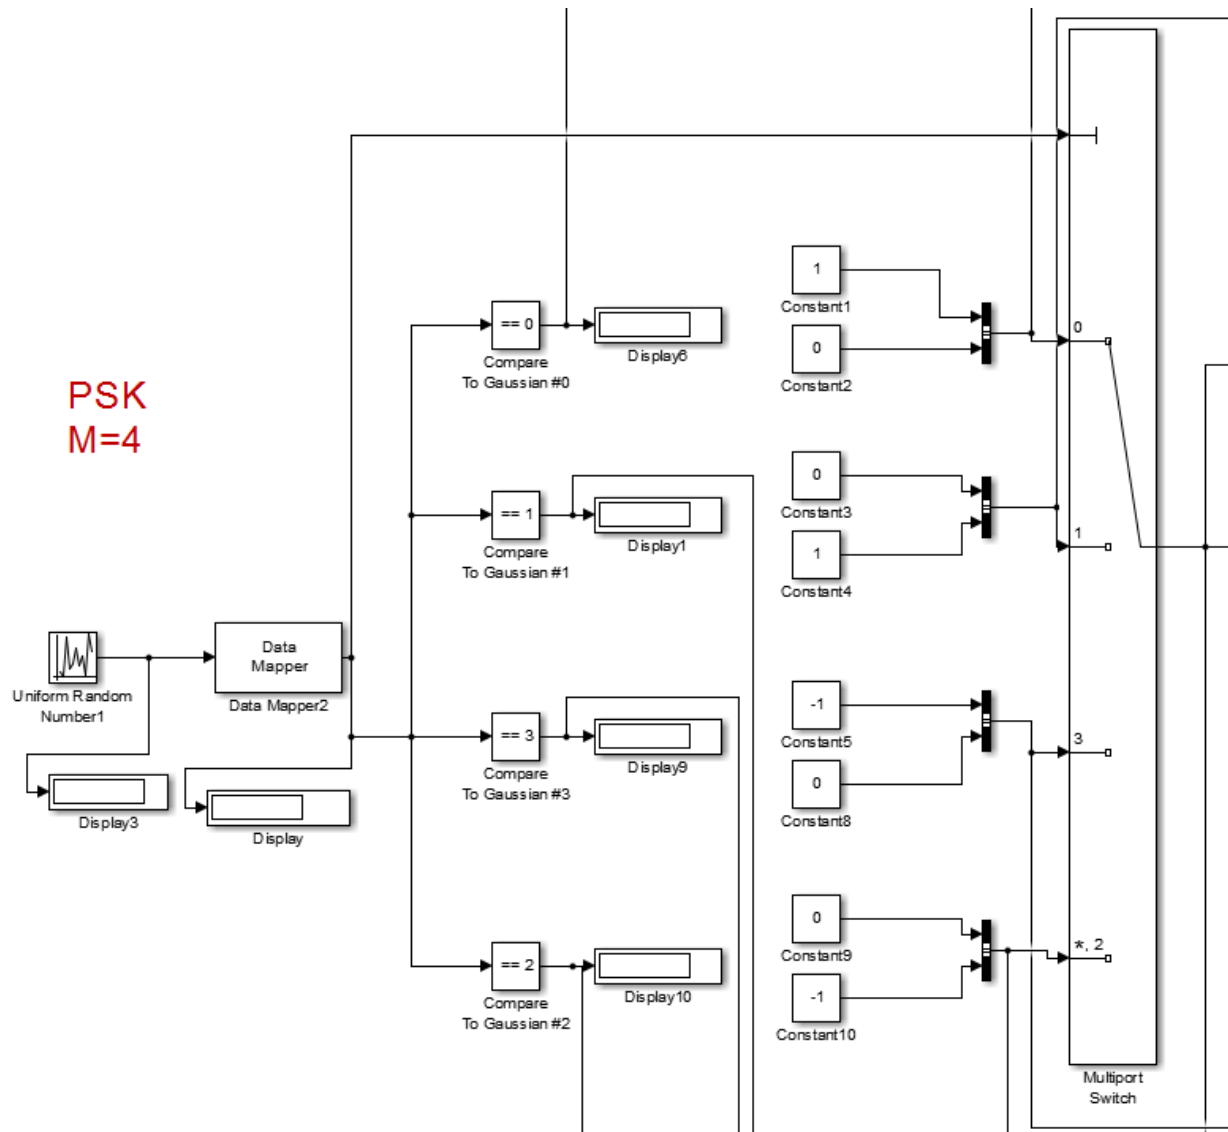 PSK
M=4
Uniform Random
Number1
Display3
Data
Mapper
Data Mapper2
Display
== 0
Compare
To Gaussian #0
Display6
== 1
Compare
To Gaussian #1
Display1
== 3
Compare
To Gaussian #3
Display9
== 2
Compare
To Gaussian #2
Display10
1
Constant1
0
Constant2
0
Constant3
1
Constant4
-1
Constant5
0
Constant8
0
Constant9
-1
Constant10
0
1
3
*, 2
Multiport
Switch